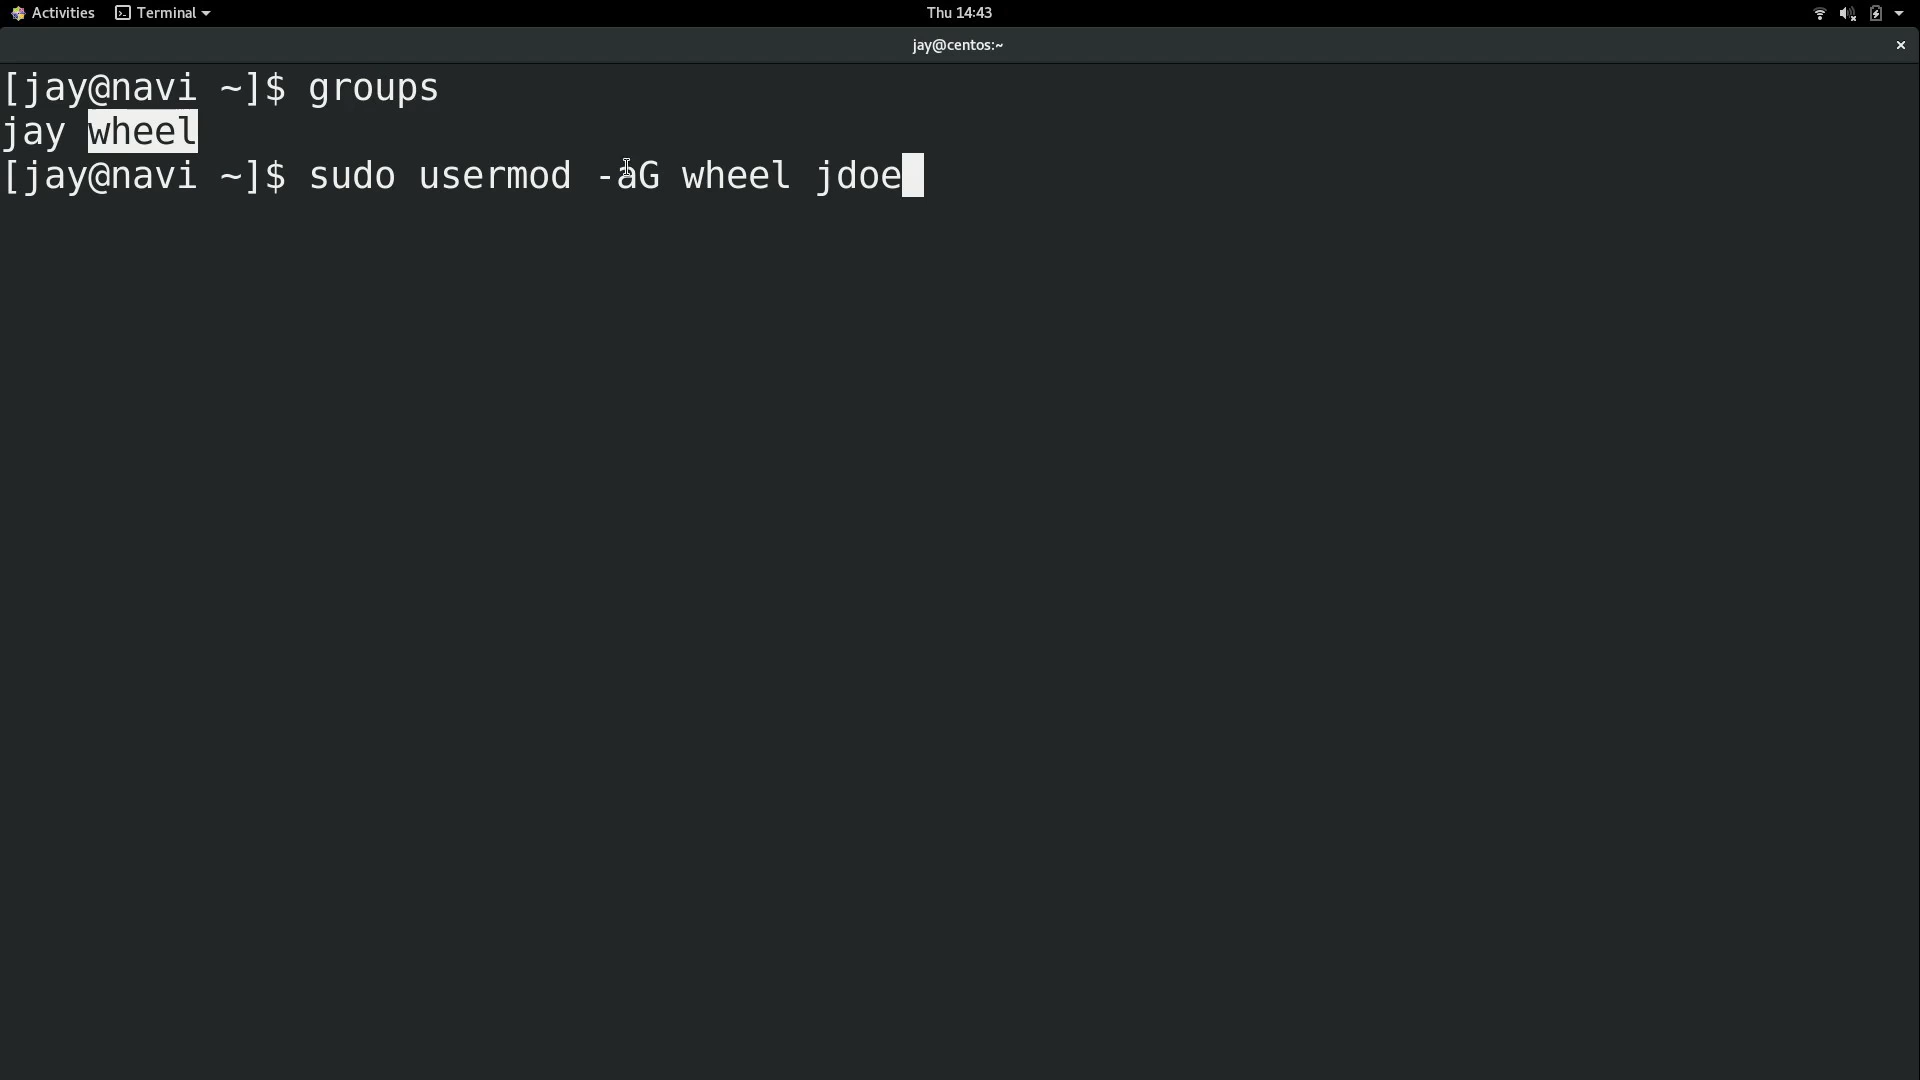 Activities Terminal Thu 14:43
jay@centos:~
[jay@navi ~]$ groups
jay wheel
[jay@navi ~]$ sudo usermod -aG wheel jdoe